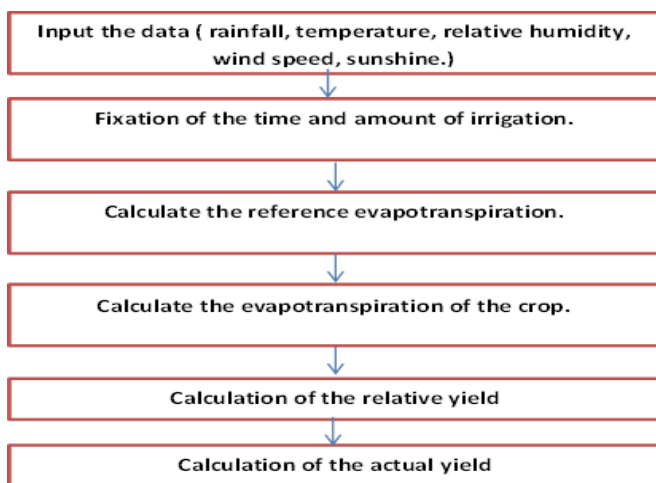 Input the data ( rainfall, temperature, relative humidity,
wind speed, sunshine.)
Fixation of the time and amount of irrigation.
Calculate the reference evapotranspiration.
Calculate the evapotranspiration of the crop.
Calculation of the relative yield
Calculation of the actual yield